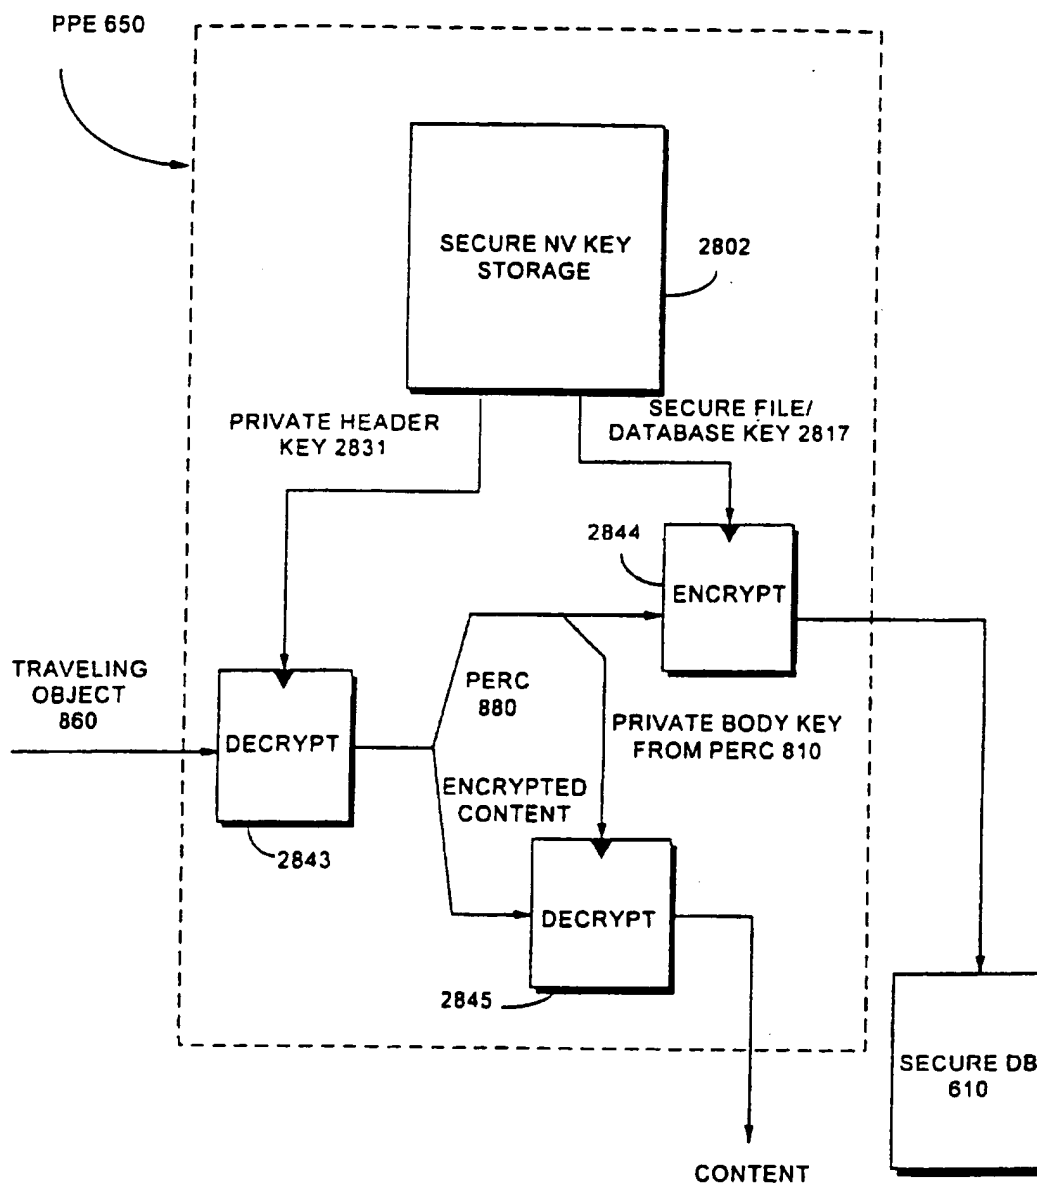 PPE 650
SECURE NV KEY
STORAGE
2802
PRIVATE HEADER
KEY 2831
SECURE FILE/
DATABASE KEY 2817
2844
ENCRYPT
TRAVELING
OBJECT
860
DECRYPT
PERC
880
PRIVATE BODY KEY
FROM PERC 810
ENCRYPTED
CONTENT
2843
DECRYPT
2845
SECURE DB
610
CONTENT